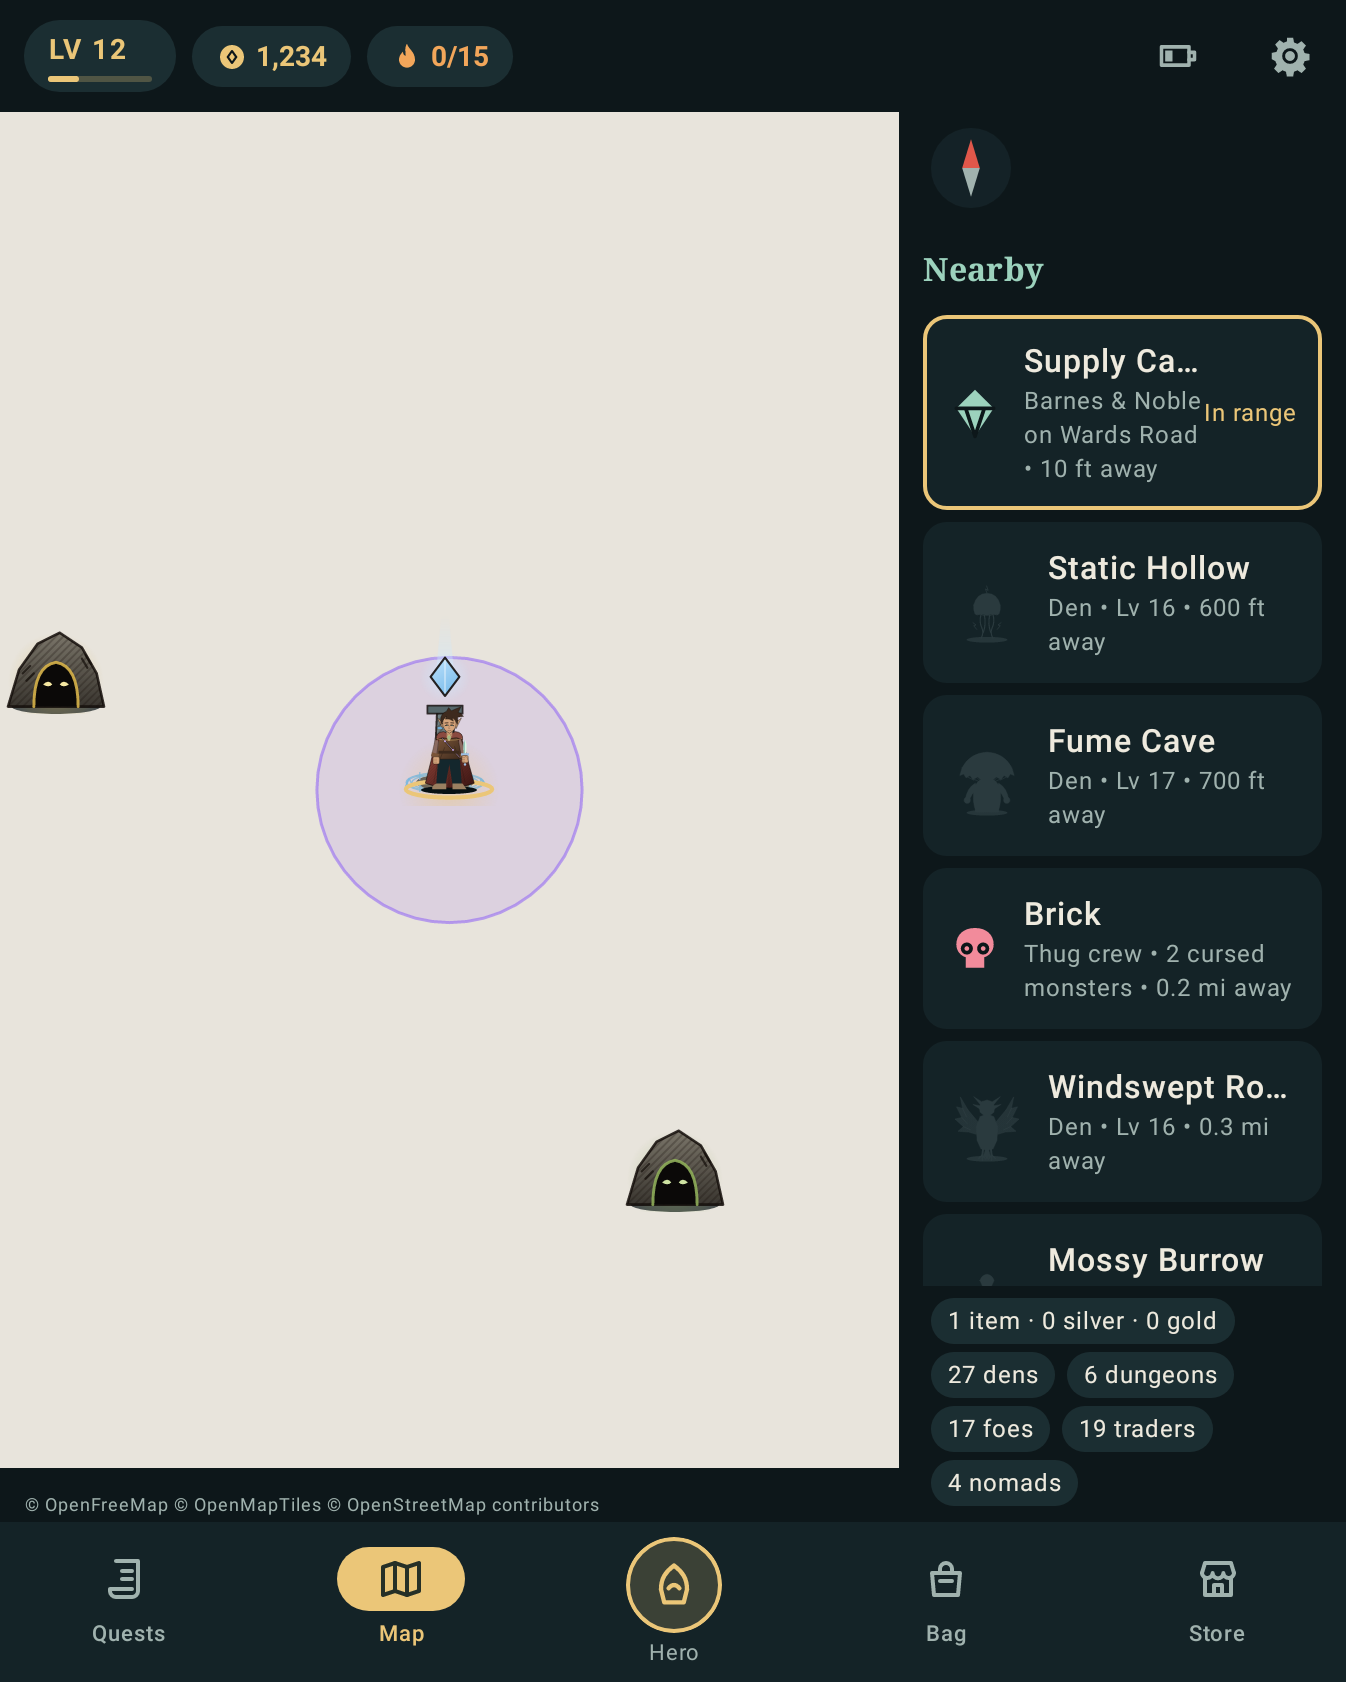 LV 12
1,234
0/15
Nearby
Supply Ca...
Barnes & Noble
on Wards Road
• 10 ft away
In range
Static Hollow
Den • Lv 16 • 600 ft
away
Fume Cave
Den • Lv 17 • 700 ft
away
Brick
Thug crew • 2 cursed
monsters • 0.2 mi away
Windswept Ro...
Den • Lv 16 • 0.3 mi
away
Mossy Burrow
1 item · 0 silver · 0 gold
27 dens
6 dungeons
17 foes
19 traders
4 nomads
© OpenFreeMap © OpenMapTiles © OpenStreetMap contributors
Quests
Map
Hero
Bag
Store